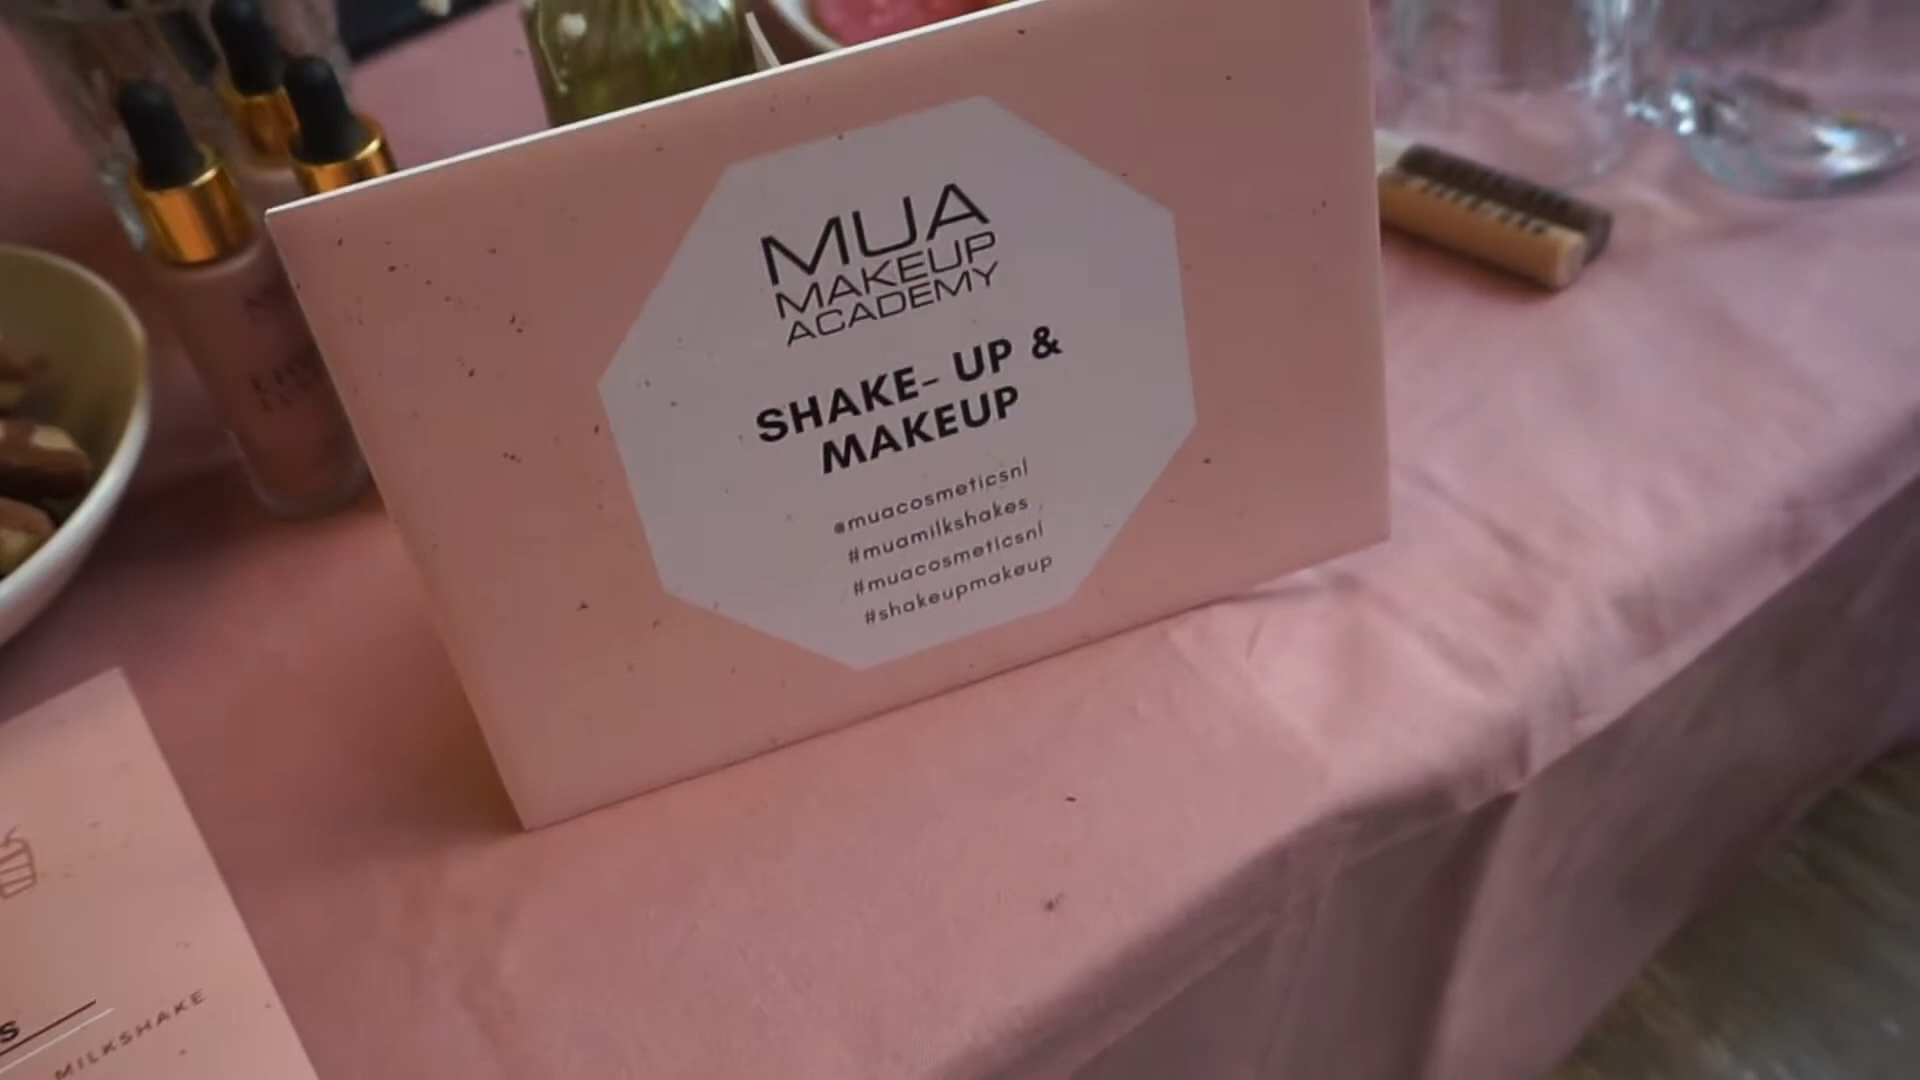 MUA
MAKEUP
ACADEMY
SHAKE- UP &
MAKEUP
@muacosmeticsnl
#muamilkshakes
#muacosmeticsnl
#shakeupmakeup
MILKSHAKE